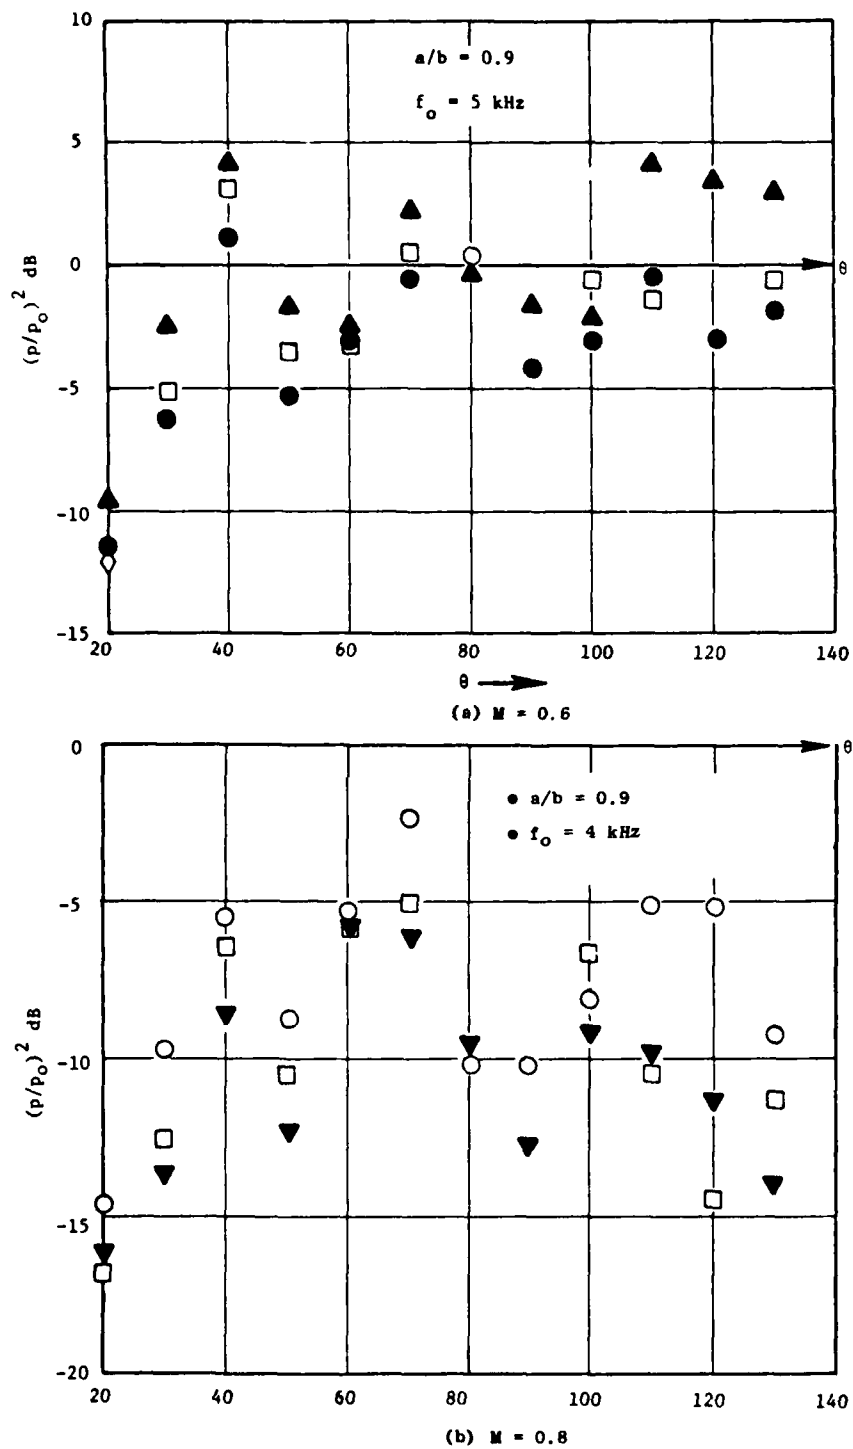 10
a/b = 0.9
f_o = 5 kHz
5
0
θ
(p/p_o)^2 dB
-5
-10
-15
20 40 60 80 100 120 140
θ
(a) M = 0.6
0
θ
● a/b = 0.9
● f_o = 4 kHz
-5
(p/p_o)^2 dB
-10
-15
-20
20 40 60 80 100 120 140
(b) M = 0.8